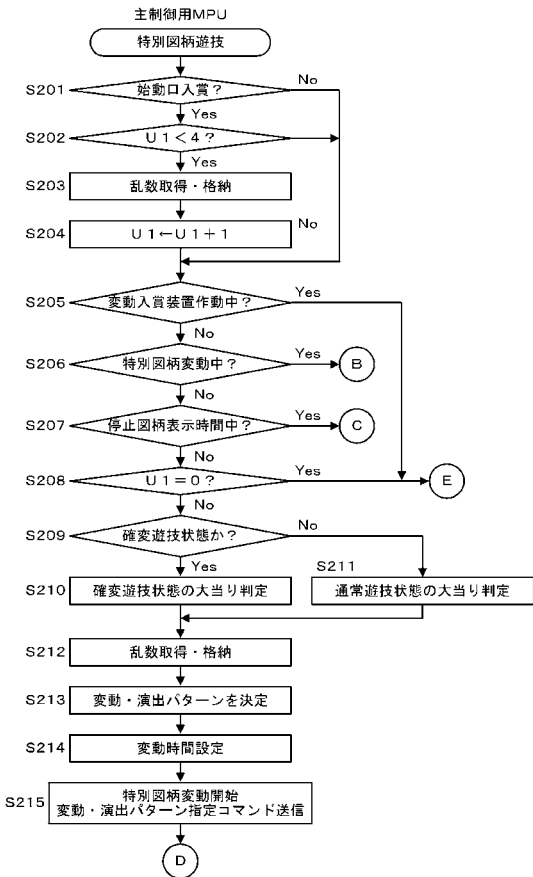 主制御用MPU
特別図柄遊技
S201
始動口入賞？
No
Yes
S202
U1＜4？
Yes
S203
乱数取得・格納
S204
U1←U1＋1
No
S205
変動入賞装置作動中？
Yes
No
S206
特別図柄変動中？
Yes
B
No
S207
停止図柄表示時間中？
Yes
C
No
S208
U1＝0？
Yes
E
No
S209
確変遊技状態か？
No
Yes
S211
S210
確変遊技状態の大当り判定
通常遊技状態の大当り判定
S212
乱数取得・格納
S213
変動・演出パターンを決定
S214
変動時間設定
S215
特別図柄変動開始
変動・演出パターン指定コマンド送信
D